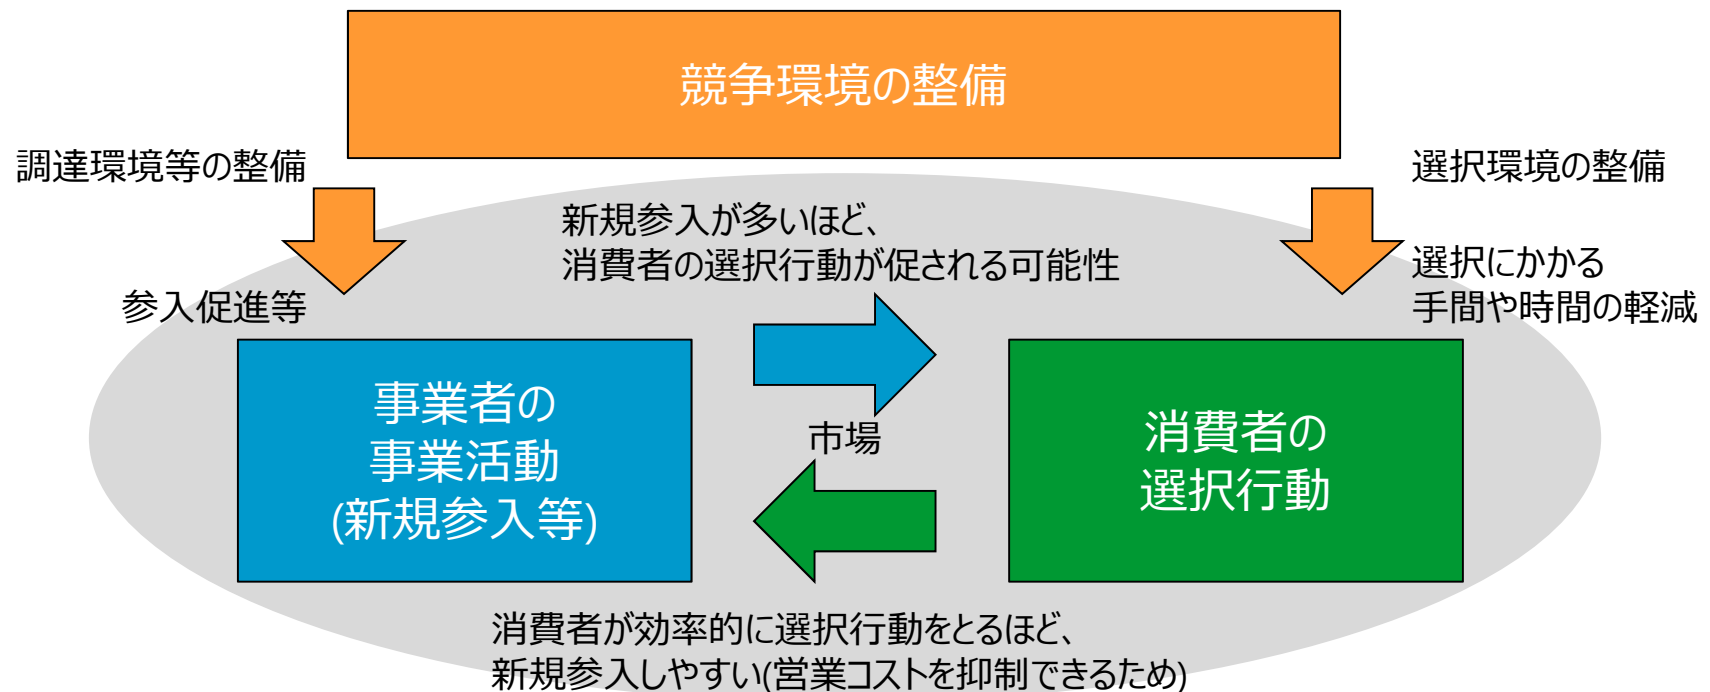 競争環境の整備
調達環境等の整備
選択環境の整備
新規参入が多いほど、
消費者の選択行動が促される可能性
選択にかかる
手間や時間の軽減
参入促進等
事業者の
事業活動
(新規参入等)
市場
消費者の
選択行動
消費者が効率的に選択行動をとるほど、
新規参入しやすい(営業コストを抑制できるため)